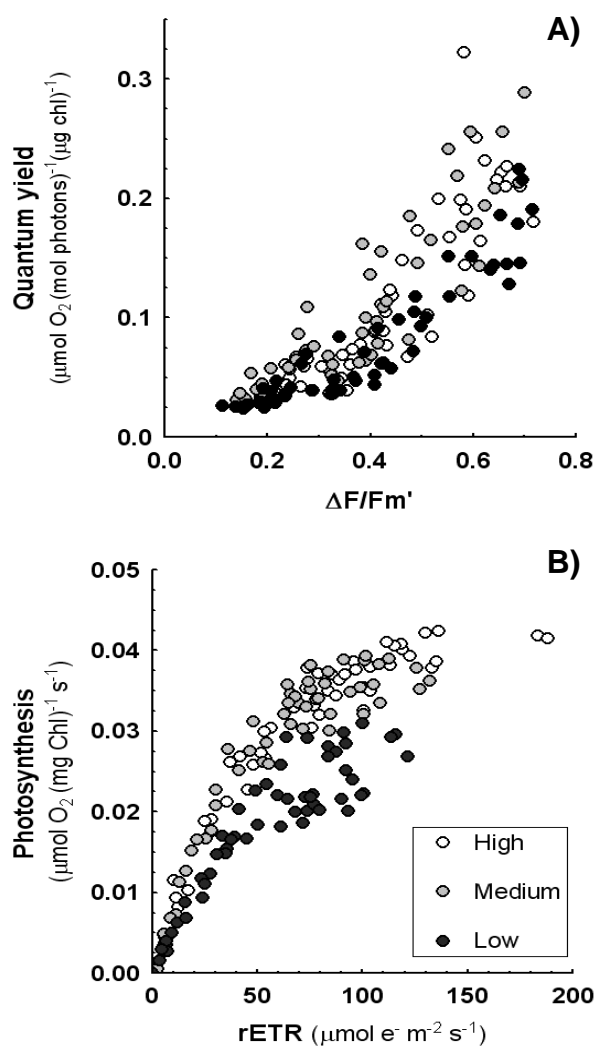 A)
0.3
0.2
0.1
0.0
Quantum yield
(µmol O₂ (mol photons)⁻¹ (µg chl)⁻¹
0.0 0.2 0.4 0.6 0.8
ΔF/Fm'
B)
0.05
0.04
0.03
0.02
0.01
0.00
Photosynthesis
(µmol O₂ (mg Chl)⁻¹ s⁻¹)
High
Medium
Low
0 50 100 150 200
rETR (µmol e⁻ m⁻² s⁻¹)